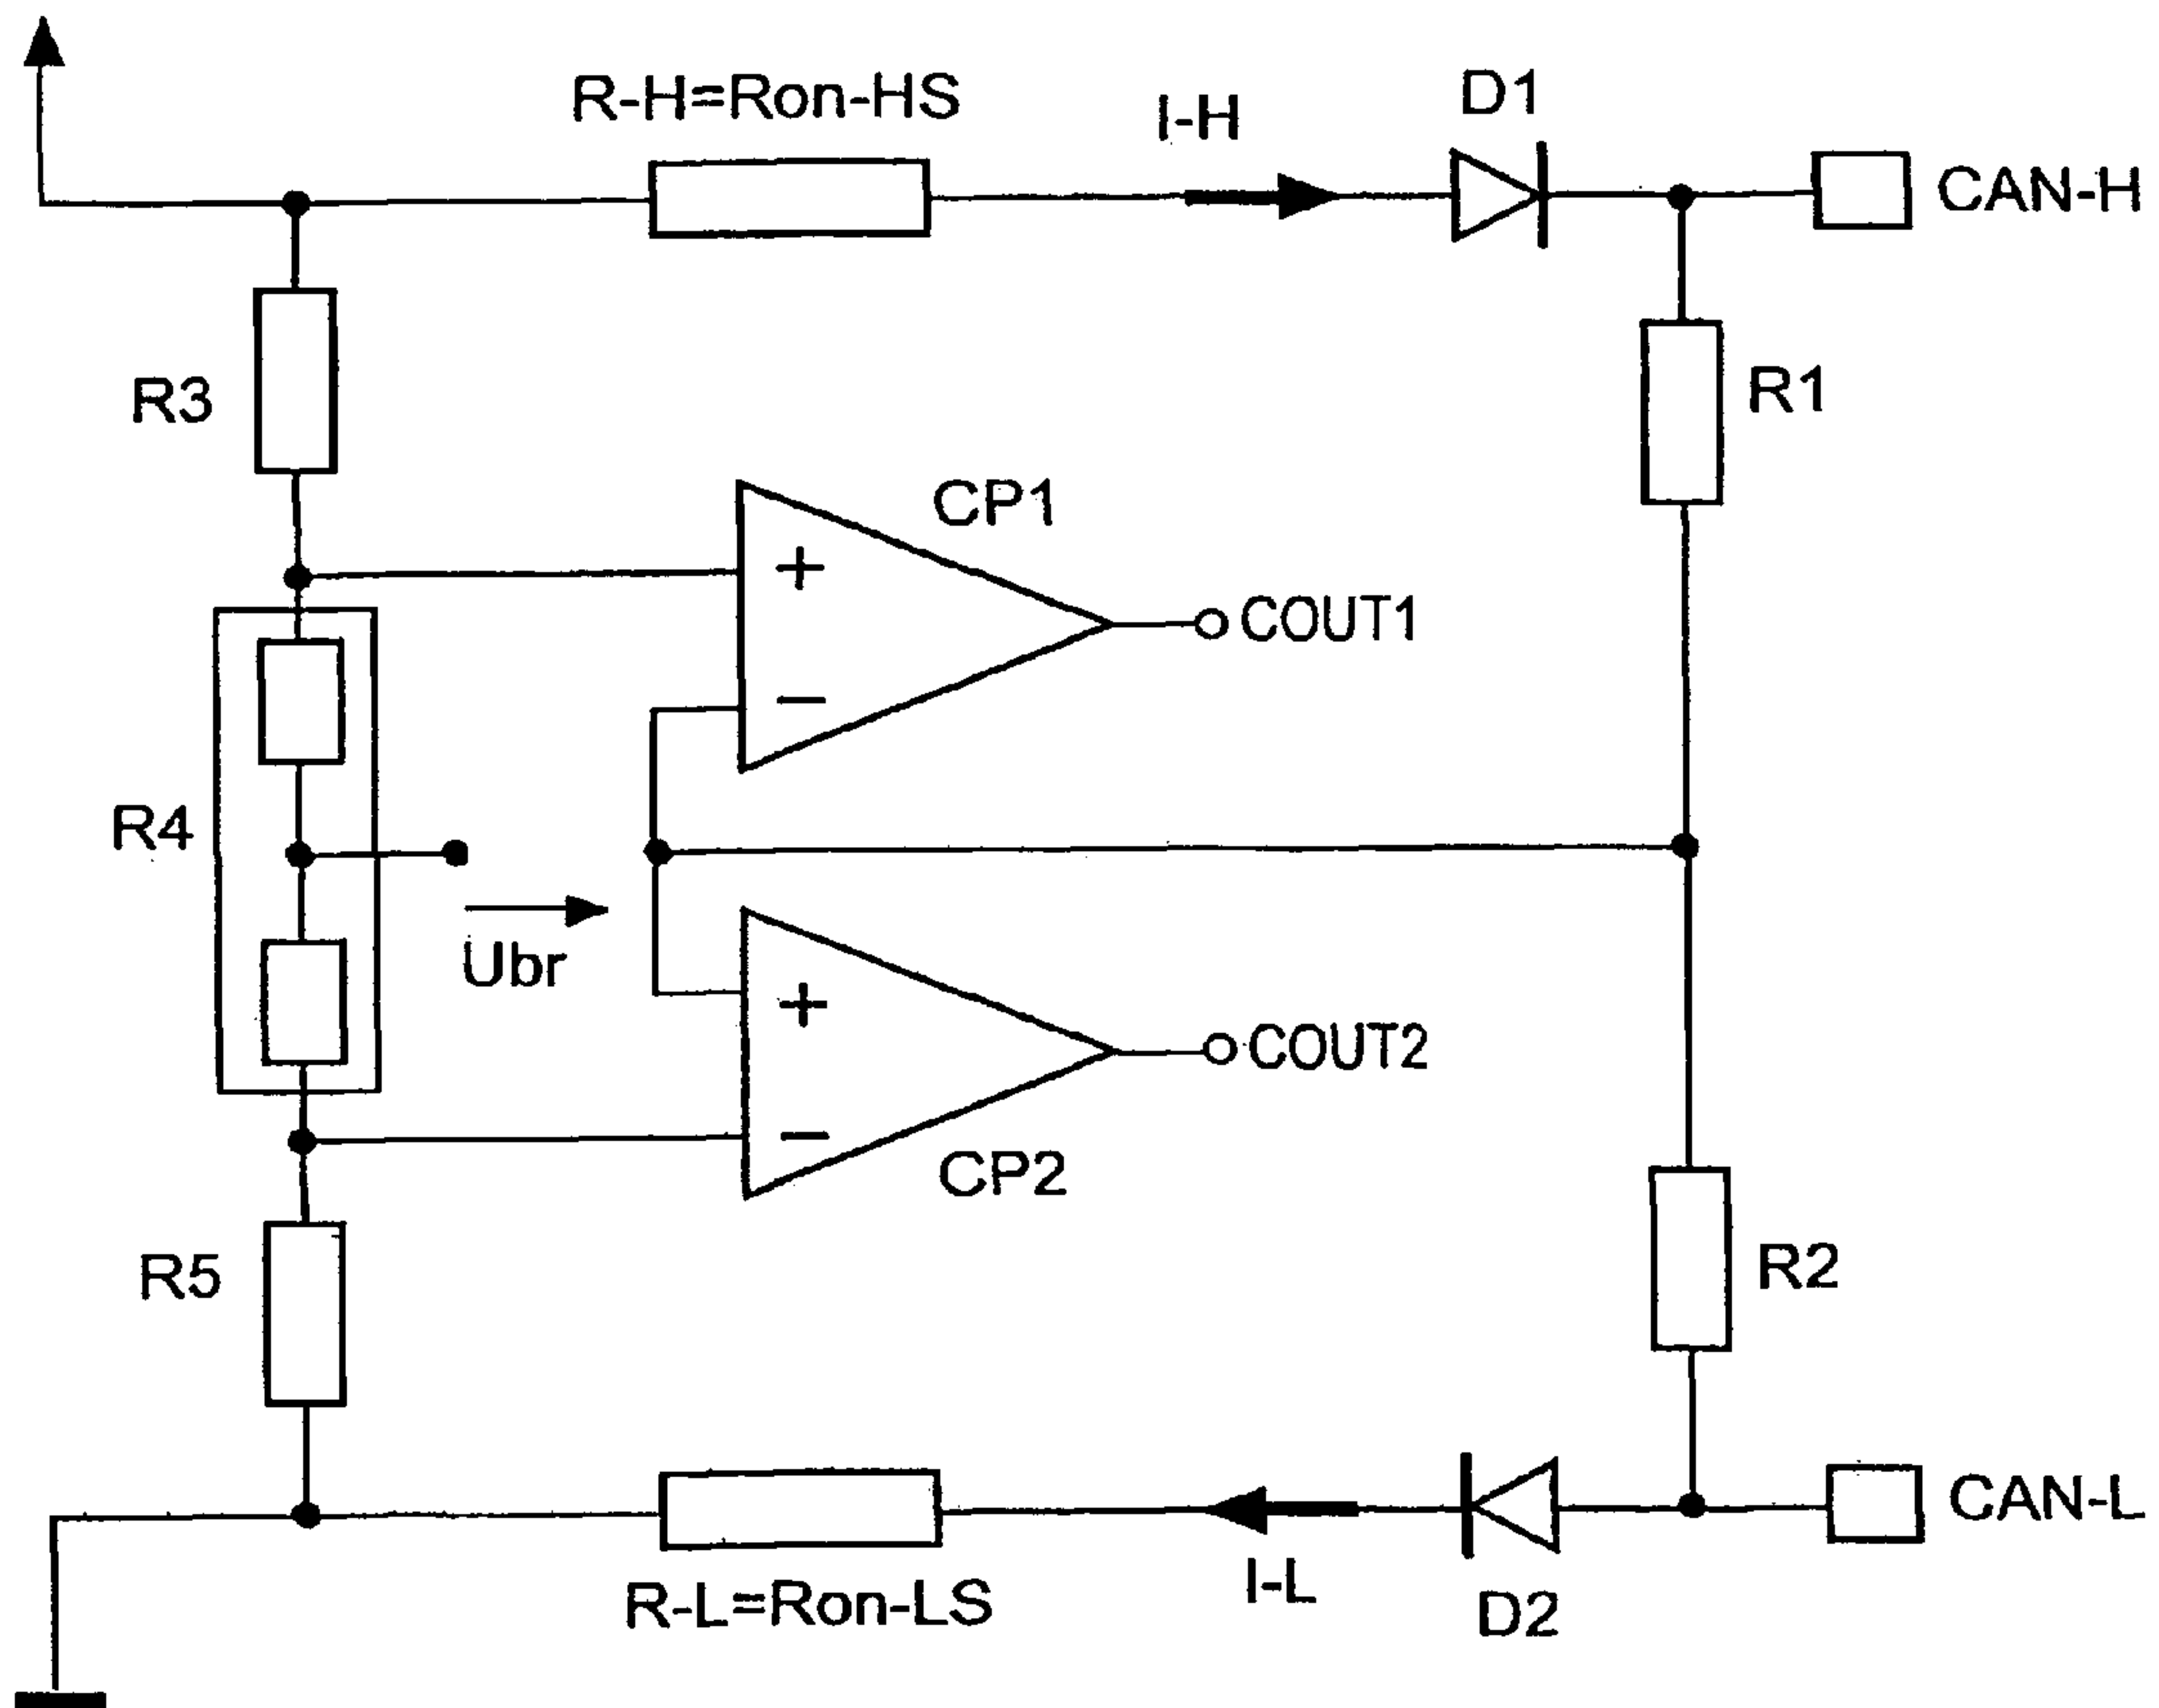 R-H=Ron-HS
I-H
D1
CAN-H
R3
R1
CP1
+
COUT1
−
R4
Ubr
+
COUT2
−
CP2
R5
R2
CAN-L
I-L
R-L=Ron-LS
D2